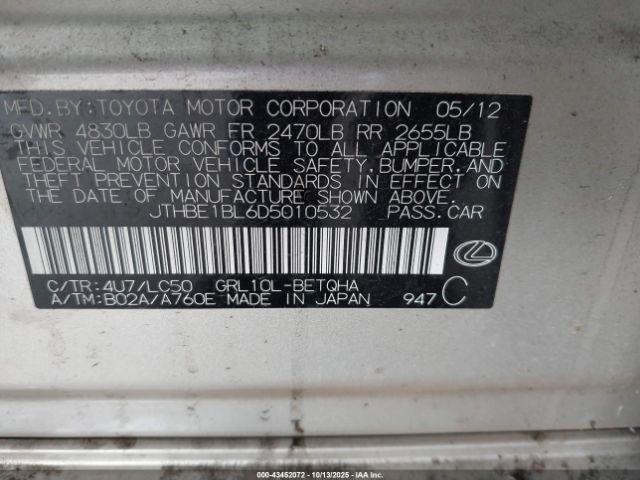 MFD.BY:TOYOTA MOTOR CORPORATION 05/12
GVWR 4830LB GAWR FR 2470LB RR 2655LB
THIS VEHICLE CONFORMS TO ALL APPLICABLE
FEDERAL MOTOR VEHICLE SAFETY,BUMPER,AND
THEFT PREVENTION STANDARDS IN EFFECT ON
THE DATE OF MANUFACTURE SHOWN ABOVE.
JTHBE1BL6D5010532 PASS.CAR
C/TR:4U7/LC50 GRL10L-BETQHA
A/TM:B02A/A760E MADE IN JAPAN 947 C
000-43452072 - 10/13/2025 - Copyright © 2025 IAA, Inc.